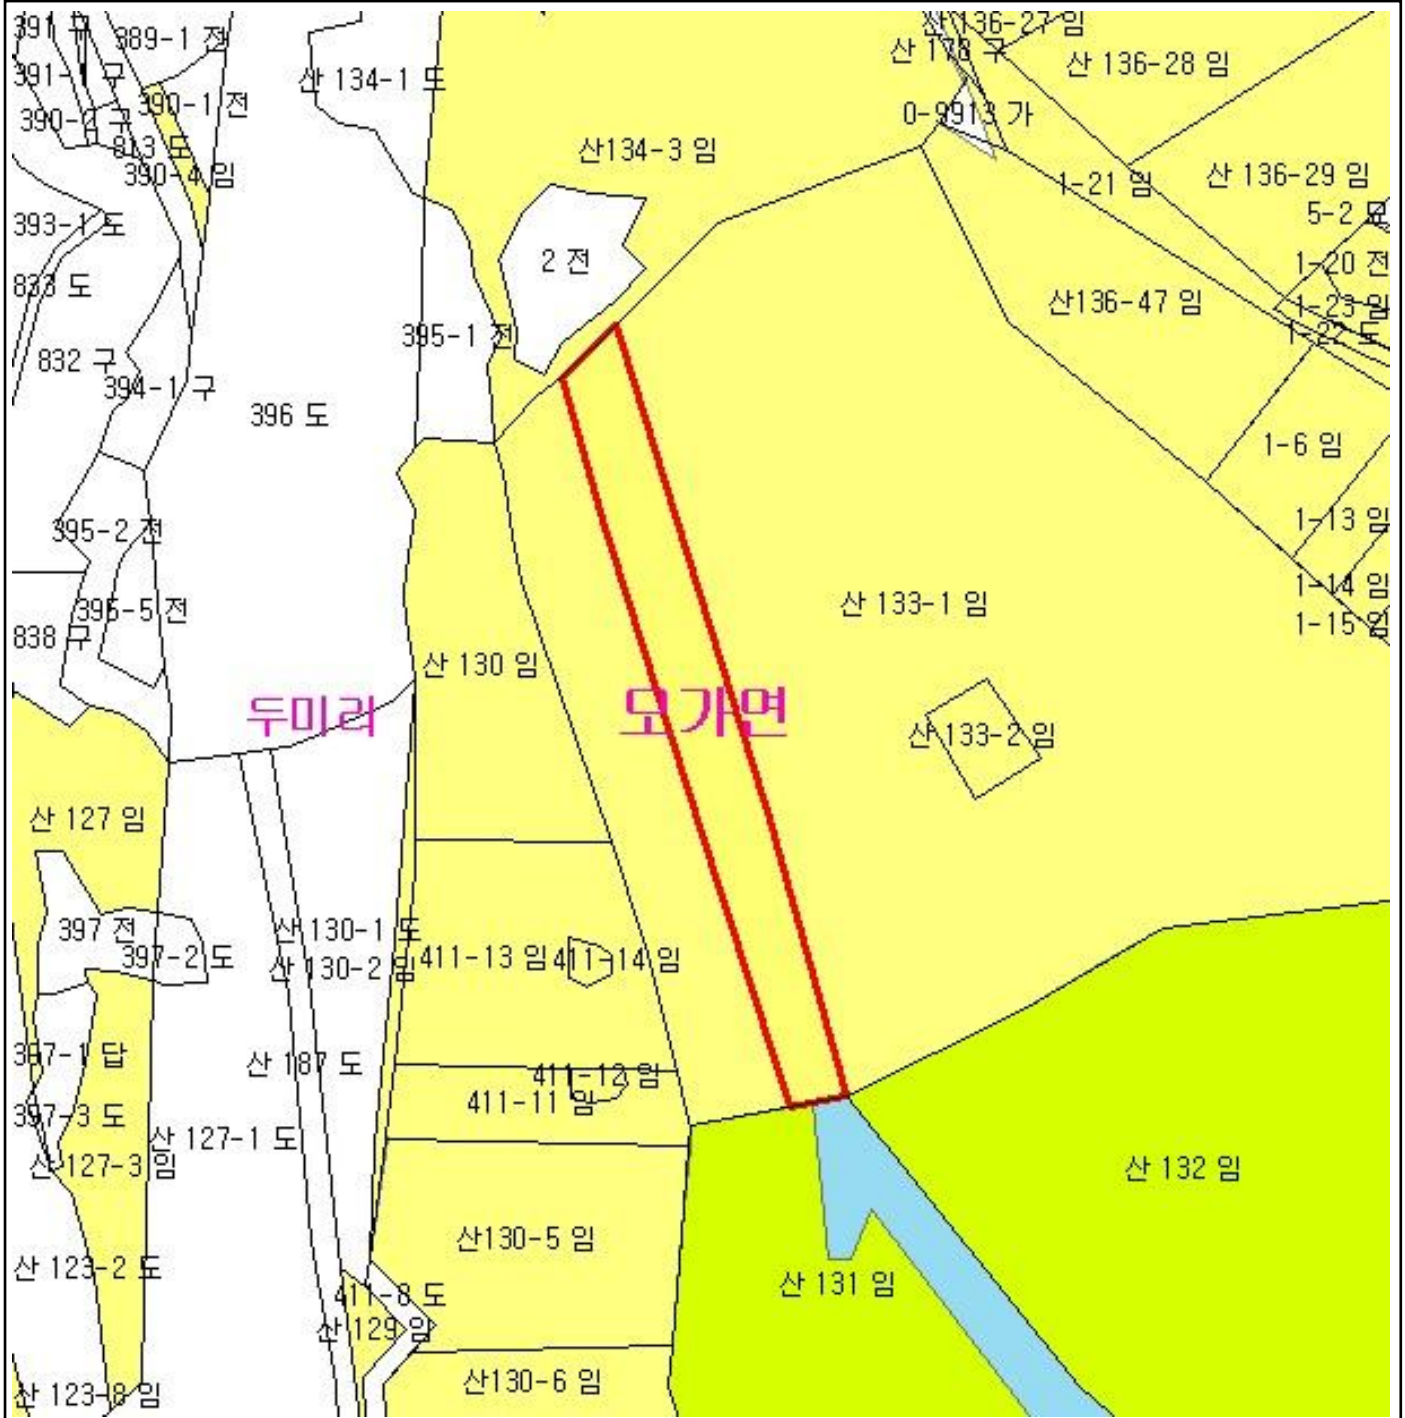 391 구
389-1 전
391-1 구
390-2 구
390-1 전
813 도
390-4 임
산 134-1 도
산 136-27 임
산 178 구
산 136-28 임
0-9913 가
산134-3 임
1-21 임
산 136-29 임
5-2 묘
393-1 도
2 전
1-20 전
833 도
산136-47 임
1-23 임
1-22 도
395-1 전
832 구
394-1 구
396 도
1-6 임
395-2 전
1-13 임
1-14 임
395-5 전
838 구
산 133-1 임
1-15 임
산 130 임
두미리
모가면
산 133-2 임
산 127 임
397 전
397-2 도
산 130-1 도
산 130-2 임
411-13 임
411-14 임
397-1 답
산 187 도
411-12 임
411-11 임
397-3 도
산 127-1 도
산 127-3 임
산 132 임
산130-5 임
산 123-2 도
산 131 임
411-8 도
산 129 임
산130-6 임
산 123-8 임